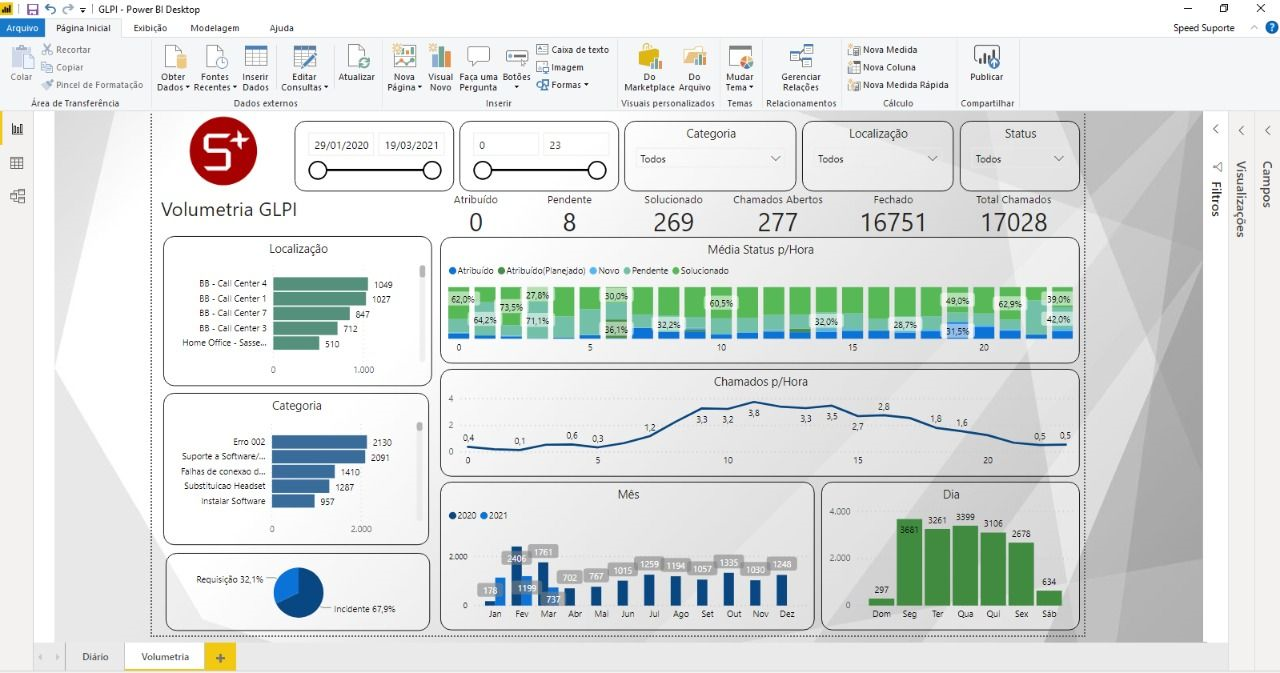 GLPI - Power BI Desktop
Arquivo Página Inicial Exibição Modelagem Ajuda Speed Suporte
Colar
Recortar
Copiar
Pincel de Formatação
Área de Transferência
Obter Dados
Fontes Recentes
Inserir Dados
Editar Consultas
Atualizar
Dados externos
Nova Página
Visual Novo
Faça uma Pergunta
Botões
Caixa de texto
Imagem
Formas
Inserir
Do Marketplace
Do Arquivo
Visuais personalizados
Mudar Tema
Temas
Gerenciar Relações
Relacionamentos
Nova Medida
Nova Coluna
Nova Medida Rápida
Cálculo
Publicar
Compartilhar
S+
29/01/2020 19/03/2021
0 23
Categoria
Todos
Localização
Todos
Status
Todos
Volumetria GLPI
Atribuído Pendente Solucionado Chamados Abertos Fechado Total Chamados
0 8 269 277 16751 17028
Localização
BB - Call Center 4 1049
BB - Call Center 1 1027
BB - Call Center 7 847
BB - Call Center 3 712
Home Office - Sasse... 510
0 1.000
Média Status p/Hora
Atribuído Atribuído(Planejado) Novo Pendente Solucionado
62,0% 27,8% 30,0% 60,5% 49,0% 62,9% 39,0%
73,5%
64,2% 71,1% 36,1% 32,2% 32,0% 28,7% 31,5% 42,0%
0 5 10 15 20
Chamados p/Hora
4
2
0
0,4 0,1 0,6 0,3 1,2 3,3 3,2 3,8 3,3 3,5 2,7 2,8 1,8 1,6 0,5 0,5
0 5 10 15 20
Categoria
Erro 002 2130
Suporte a Software/... 2091
Falhas de conexao d... 1410
Substituicao Headset 1287
Instalar Software 957
0 2.000
Requisição 32,1%
Incidente 67,9%
Mês
2020 2021
2.000
0
178 2406 1199 1761 737 702 767 1015 1259 1194 1057 1335 1030 1248
Jan Fev Mar Abr Mai Jun Jul Ago Set Out Nov Dez
Dia
4.000
2.000
0
297 3681 3261 3399 3106 2678 634
Dom Seg Ter Qua Qui Sex Sáb
Filtros
Visualizações
Campos
Diário Volumetria